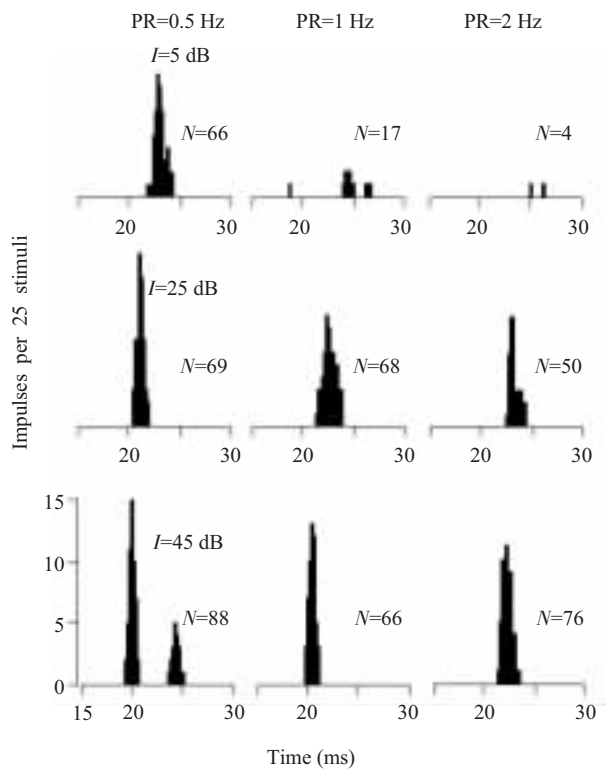 PR=0.5 Hz PR=1 Hz PR=2 Hz
I=5 dB
N=66 N=17 N=4
20 30 20 30 20 30
I=25 dB
N=69 N=68 N=50
20 30 20 30 20 30
Impulses per 25 stimuli
15
10
5
0
I=45 dB
N=88 N=66 N=76
15 20 30 20 30 20 30
Time (ms)